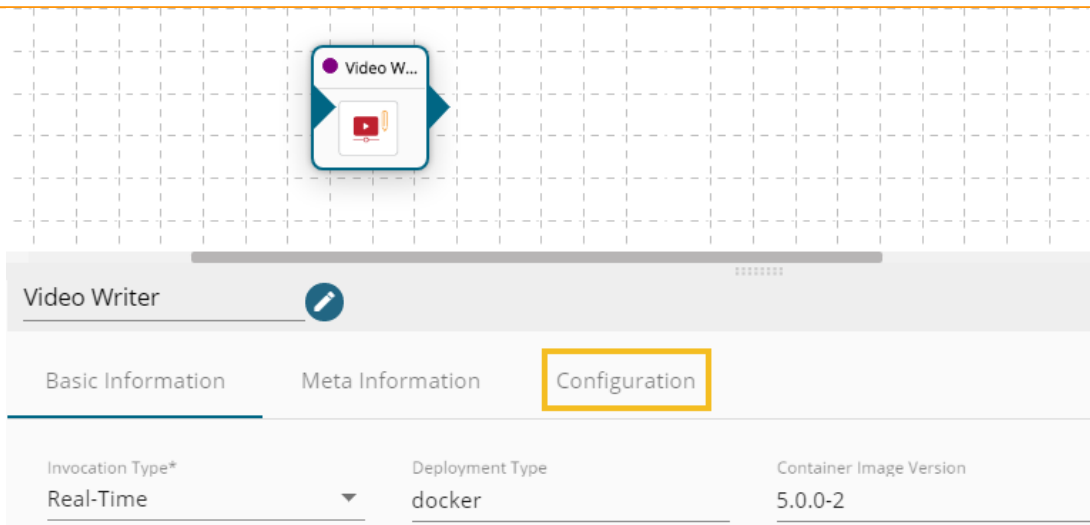 Video W...
Video Writer
Basic Information Meta Information Configuration
Invocation Type* Deployment Type Container Image Version
Real-Time docker 5.0.0-2